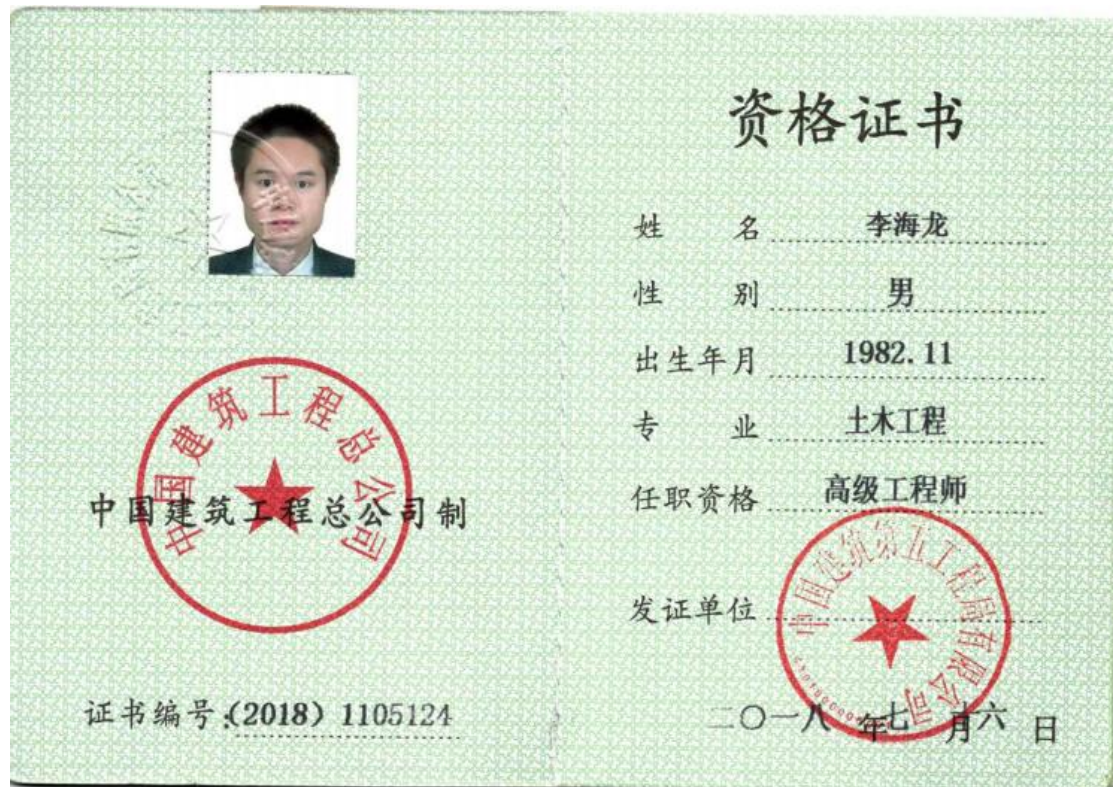 中国建筑工程总公司
中国建筑工程总公司制
证书编号:(2018) 1105124
资格证书
姓 名 李海龙
性 别 男
出生年月 1982.11
专 业 土木工程
任职资格 高级工程师
发证单位
中国建筑第五工程局有限公司
二〇一八 年 七 月 十六 日